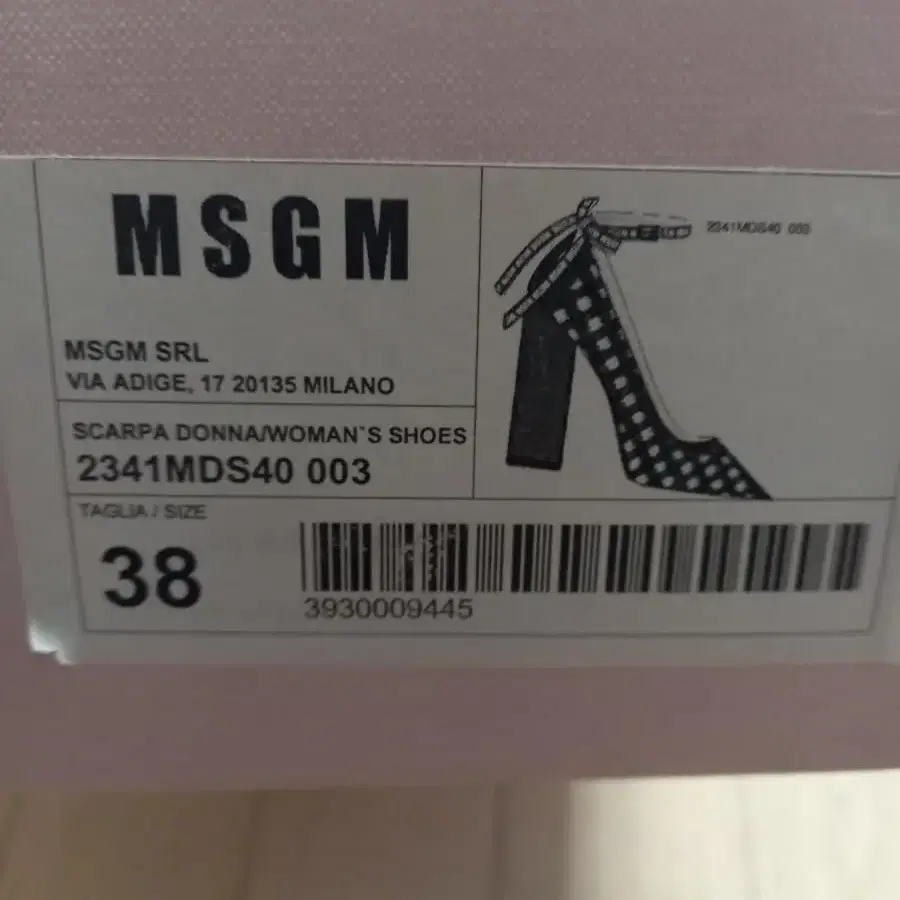 MSGM
MSGM SRL
VIA ADIGE, 17 20135 MILANO
SCARPA DONNA/WOMAN`S SHOES
2341MDS40 003
TAGLIA / SIZE
38
3930009445
2341MDS40 003